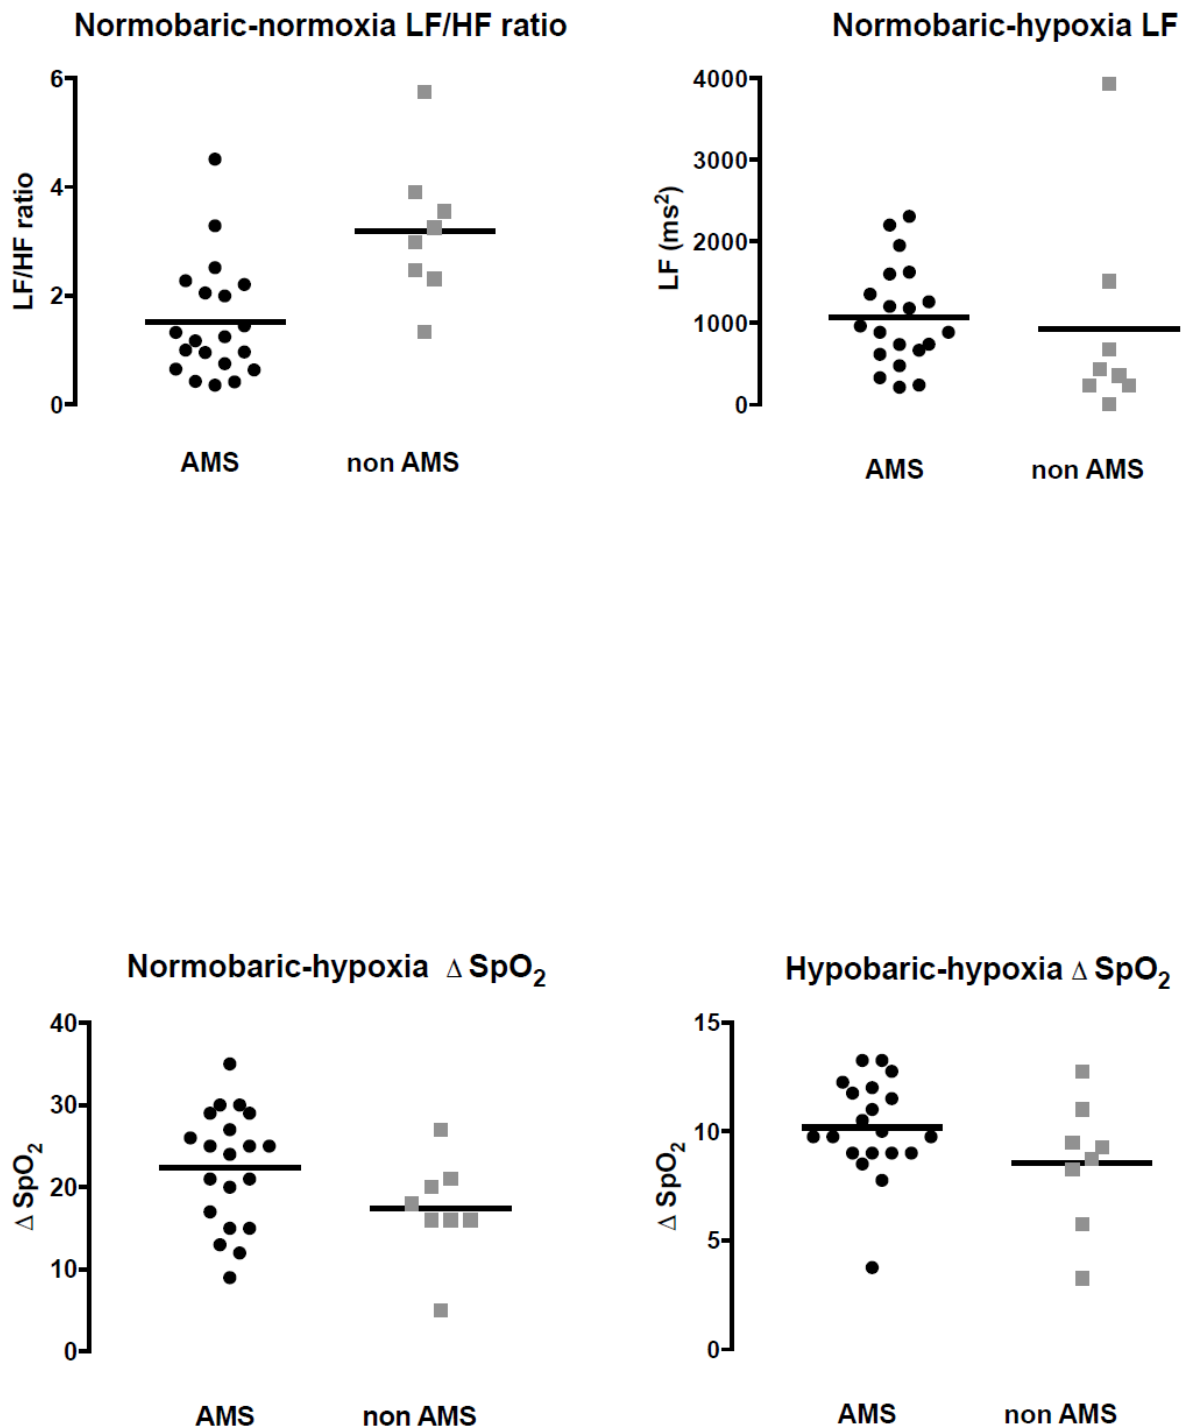 Normobaric-normoxia LF/HF ratio
6
4
2
0
LF/HF ratio
AMS non AMS
Normobaric-hypoxia LF
4000
3000
2000
1000
0
LF (ms²)
AMS non AMS
Normobaric-hypoxia Δ SpO₂
40
30
20
10
0
Δ SpO₂
AMS non AMS
Hypobaric-hypoxia Δ SpO₂
15
10
5
0
Δ SpO₂
AMS non AMS